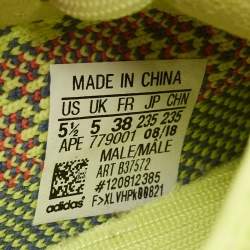 MADE IN CHINA
US UK FR JP CHN
5½ 5 38 235 235
APE 779001 08/18
MALE/MÂLE
ART B37572
#120812385
F>XLVHPk00821
adidas